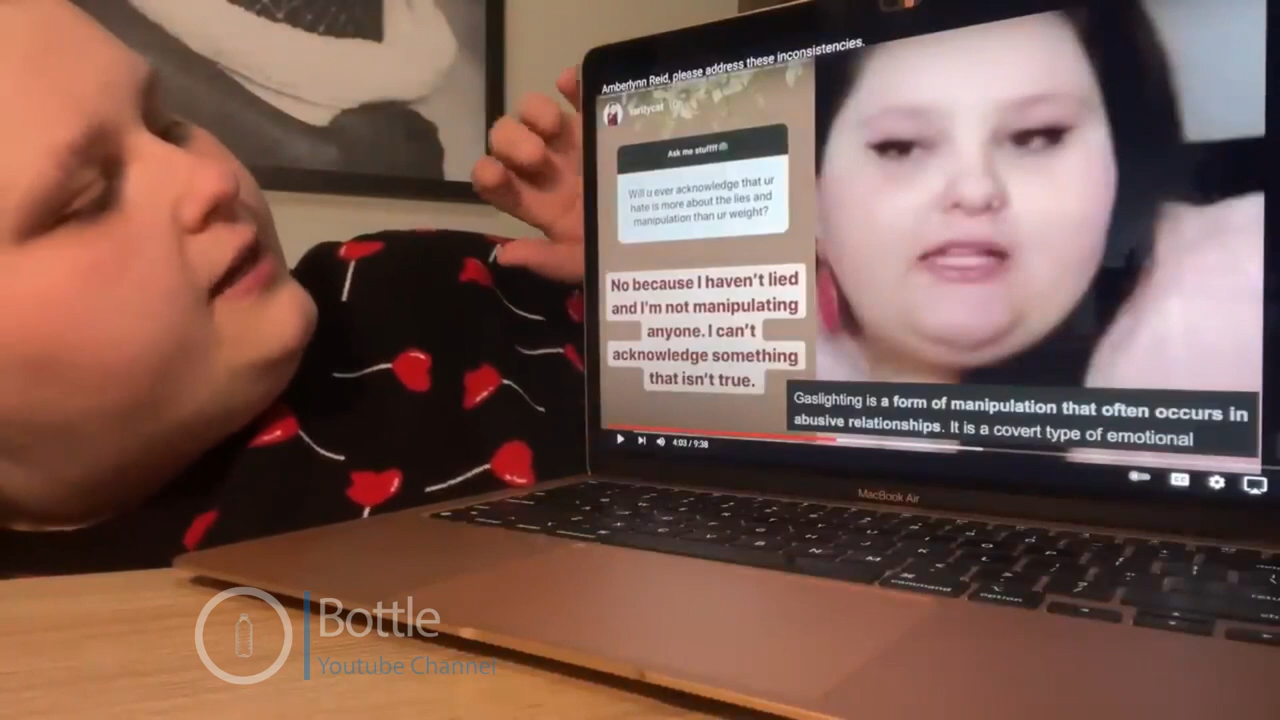 Amberlynn Reid, please address these inconsistencies.
Ask me stuffff
Will u ever acknowledge that ur
hate is more about the lies and
manipulation than ur weight?
No because I haven't lied
and I'm not manipulating
anyone. I can't
acknowledge something
that isn't true.
Gaslighting is a form of manipulation that often occurs in
abusive relationships. It is a covert type of emotional
4:03 / 9:38
CC
MacBook Air
command
option
Bottle
Youtube Channel